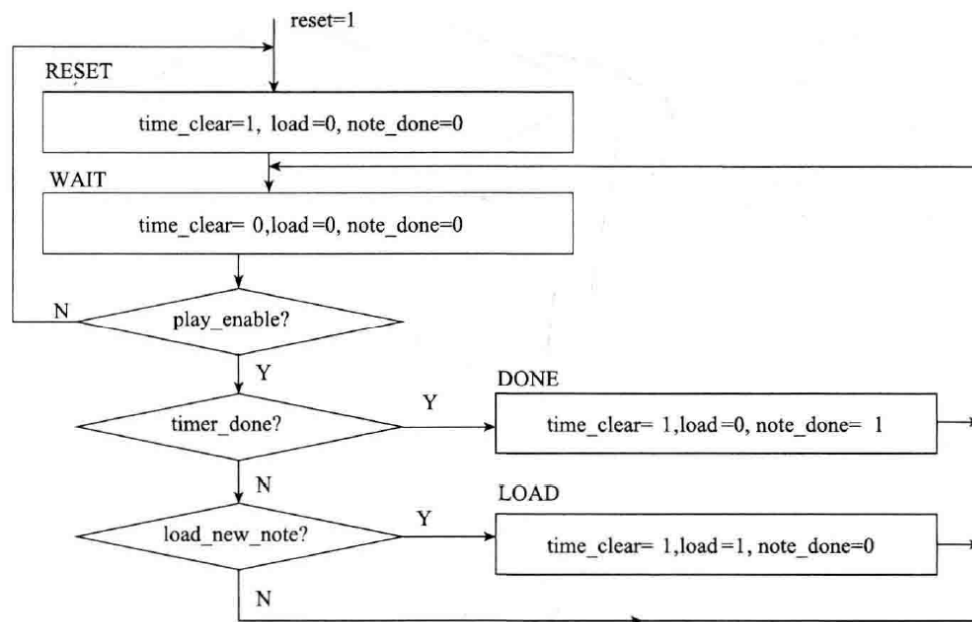 reset=1
RESET
time_clear=1, load=0, note_done=0
WAIT
time_clear= 0,load=0, note_done=0
N
play_enable?
Y
DONE
timer_done?
Y
time_clear= 1,load=0, note_done= 1
N
LOAD
load_new_note?
Y
time_clear= 1,load=1, note_done=0
N